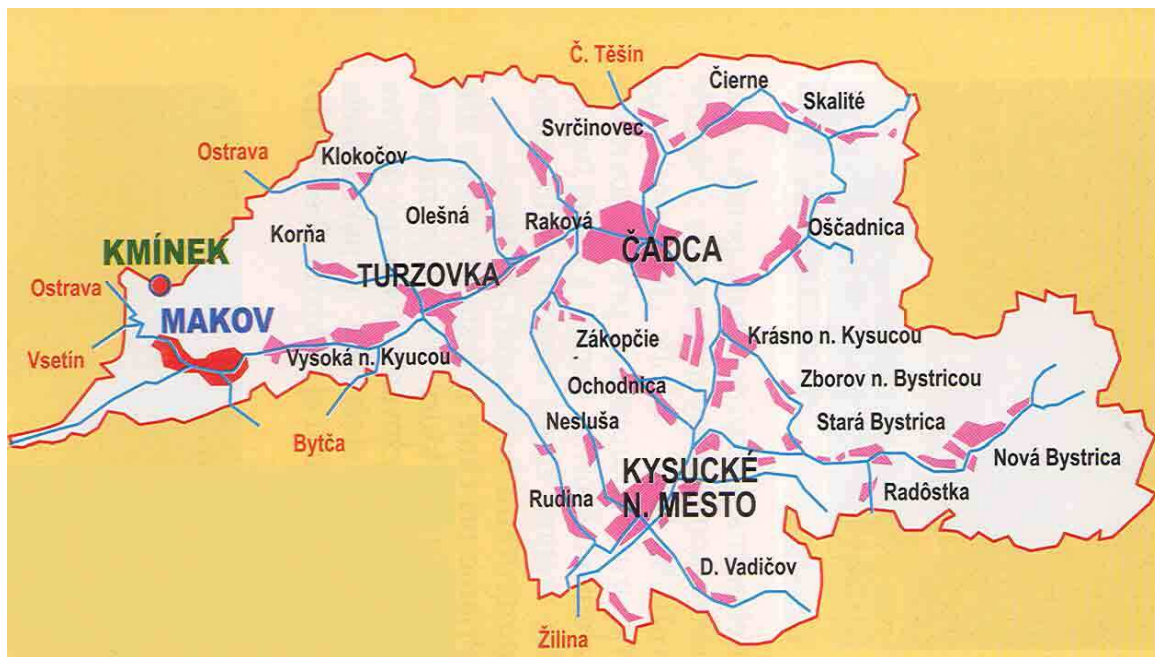 Č. Těšín
Čierne
Skalité
Svrčinovec
Ostrava
Klokočov
Olešná
Raková
Korňa
Oščadnica
KMÍNEK
ČADCA
TURZOVKA
Ostrava
MAKOV
Zákopčie
Krásno n. Kysucou
Vsetín
Vysoká n. Kyucou
Ochodnica
Zborov n. Bystricou
Nesluša
Stará Bystrica
Bytča
Nová Bystrica
KYSUCKÉ
N. MESTO
Rudina
Radôstka
D. Vadičov
Žilina